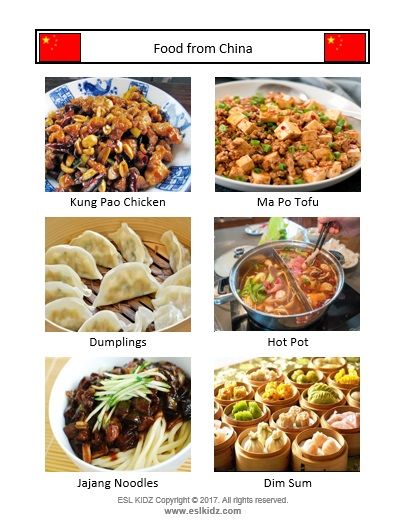 Food from China
Kung Pao Chicken
Ma Po Tofu
Dumplings
Hot Pot
Jajang Noodles
Dim Sum
ESL KIDZ Copyright © 2017. All rights reserved.
www.eslkidz.com